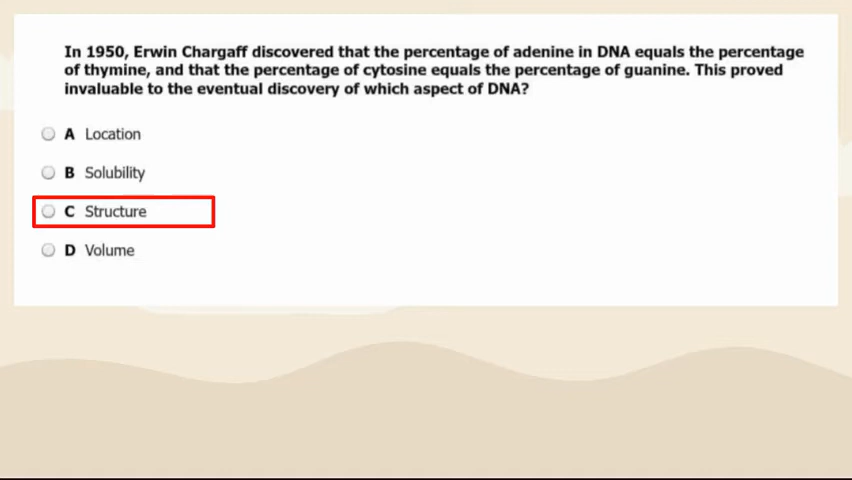 In 1950, Erwin Chargaff discovered that the percentage of adenine in DNA equals the percentage
of thymine, and that the percentage of cytosine equals the percentage of guanine. This proved
invaluable to the eventual discovery of which aspect of DNA?
A Location
B Solubility
C Structure
D Volume